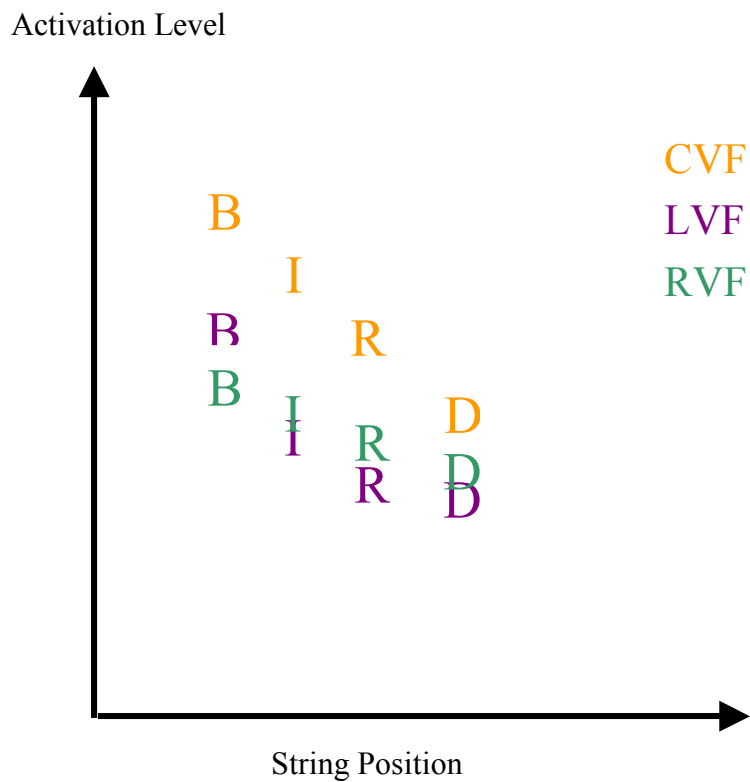 Activation Level
CVF
B
LVF
I
RVF
B
R
B
I
D
I
R
D
R
D
String Position